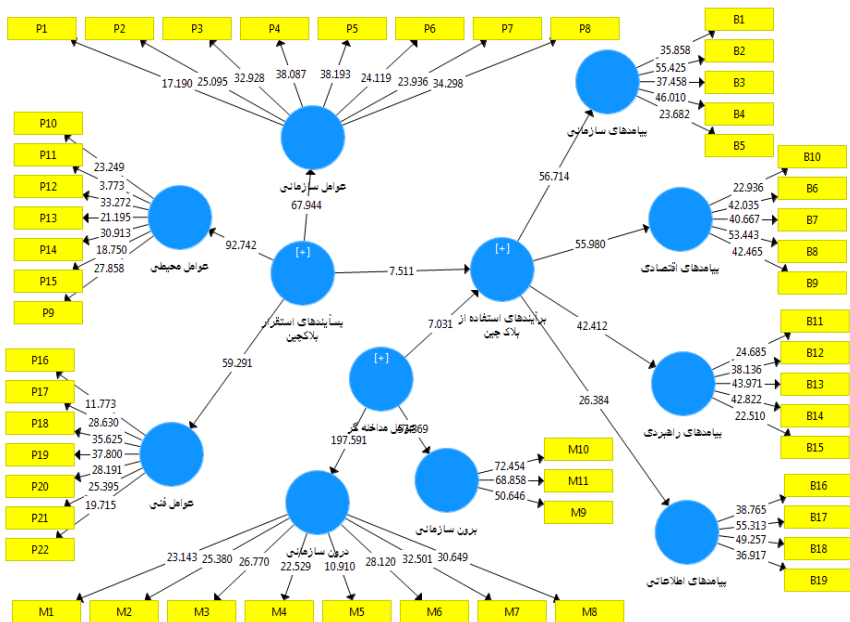 P1 P2 P3 P4 P5 P6 P7 P8
17.190 25.095 32.928 38.087 38.193 24.119 23.936 34.298
عوامل سازمانی
67.944
P10
P11
P12
P13
P14
P15
P9
23.249
3.773
33.272
21.195
30.913
18.750
27.858
عوامل محیطی
92.742
[+]
پسآیندهای استقرار
بلاکچین
7.511
59.291
P16
P17
P18
P19
P20
P21
P22
11.773
28.630
35.625
37.800
28.191
25.395
19.715
عوامل فنی
[+]
برآیندهای استفاده از
بلاک چین
7.031
[+]
مداخله گر
197.591
درون سازمانی
برون سازمانی
23.143 25.380 26.770 22.529 10.910 28.120 32.501 30.649
M1 M2 M3 M4 M5 M6 M7 M8
72.454
68.858
50.646
M10
M11
M9
56.714
پیامدهای سازمانی
35.858
55.425
37.458
46.010
23.682
B1
B2
B3
B4
B5
55.980
پیامدهای اقتصادی
22.936
42.035
40.667
53.443
42.465
B10
B6
B7
B8
B9
42.412
پیامدهای راهبردی
24.685
38.136
43.971
42.822
22.510
B11
B12
B13
B14
B15
26.384
پیامدهای اطلاعاتی
38.765
55.313
49.257
36.917
B16
B17
B18
B19